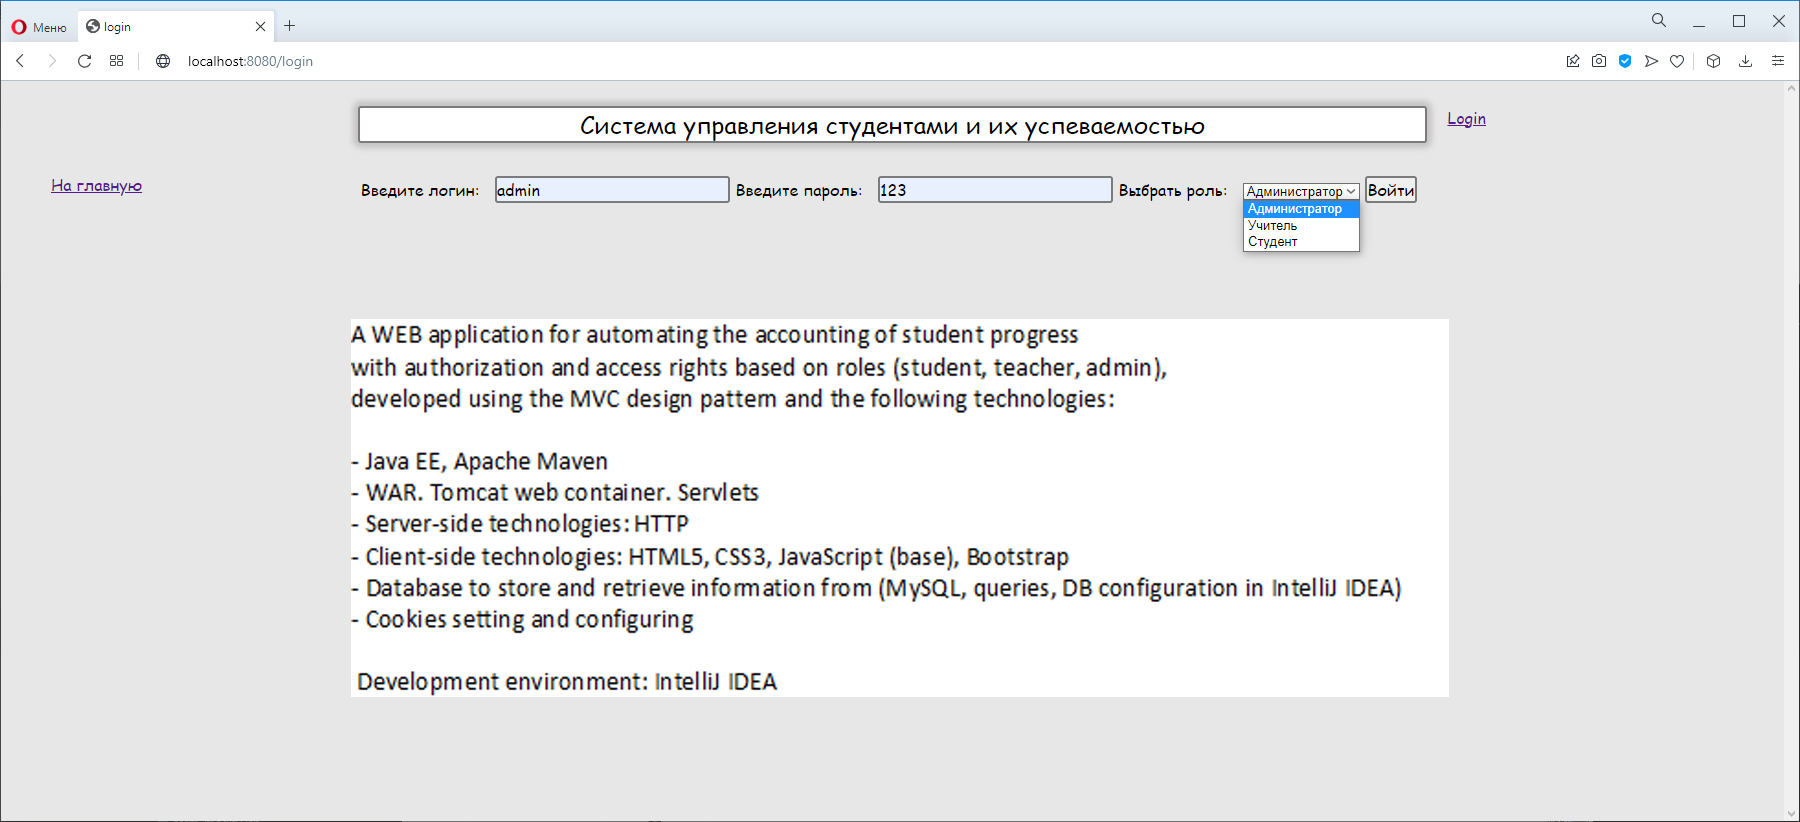 Меню
login
localhost:8080/login
Система управления студентами и их успеваемостью
Login
На главную
Введите логин: admin Введите пароль: 123 Выбрать роль: Администратор Войти
Администратор
Учитель
Студент
A WEB application for automating the accounting of student progress
with authorization and access rights based on roles (student, teacher, admin),
developed using the MVC design pattern and the following technologies:
- Java EE, Apache Maven
- WAR. Tomcat web container. Servlets
- Server-side technologies: HTTP
- Client-side technologies: HTML5, CSS3, JavaScript (base), Bootstrap
- Database to store and retrieve information from (MySQL, queries, DB configuration in IntelliJ IDEA)
- Cookies setting and configuring
Development environment: IntelliJ IDEA